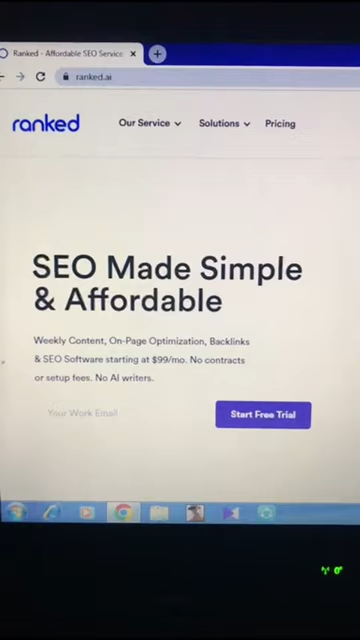 Ranked - Affordable SEO Service
ranked.ai
ranked
Our Service
Solutions
Pricing
SEO Made Simple
& Affordable
Weekly Content, On-Page Optimization, Backlinks
& SEO Software starting at $99/mo. No contracts
or setup fees. No AI writers.
Your Work Email
Start Free Trial